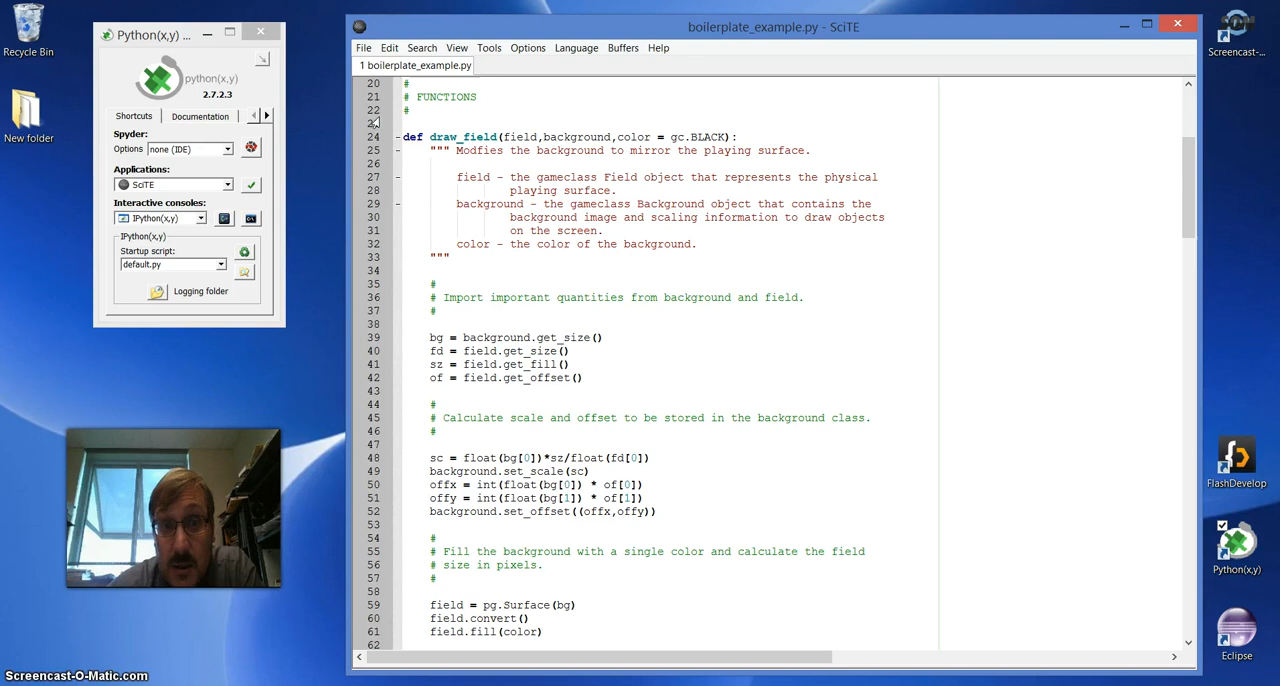 Recycle Bin
New folder
Python(x,y) ...
python(x,y)
2.7.2.3
Shortcuts
Documentation
Spyder:
Options
none (IDE)
Applications:
SciTE
Interactive consoles:
IPython(x,y)
IPython(x,y)
Startup script:
default.py
Logging folder
boilerplate_example.py - SciTE
File Edit Search View Tools Options Language Buffers Help
1 boilerplate_example.py
20 #
21 # FUNCTIONS
22 #
24 def draw_field(field,background,color = gc.BLACK):
25 """ Modfies the background to mirror the playing surface.
26
27 field - the gameclass Field object that represents the physical
28 playing surface.
29 background - the gameclass Background object that contains the
30 background image and scaling information to draw objects
31 on the screen.
32 color - the color of the background.
33 """
34
35 #
36 # Import important quantities from background and field.
37 #
38
39 bg = background.get_size()
40 fd = field.get_size()
41 sz = field.get_fill()
42 of = field.get_offset()
43
44 #
45 # Calculate scale and offset to be stored in the background class.
46 #
47
48 sc = float(bg[0])*sz/float(fd[0])
49 background.set_scale(sc)
50 offx = int(float(bg[0]) * of[0])
51 offy = int(float(bg[1]) * of[1])
52 background.set_offset((offx,offy))
53
54 #
55 # Fill the background with a single color and calculate the field
56 # size in pixels.
57 #
58
59 field = pg.Surface(bg)
60 field.convert()
61 field.fill(color)
62
Screencast-...
FlashDevelop
Python(x,y)
Eclipse
Screencast-O-Matic.com